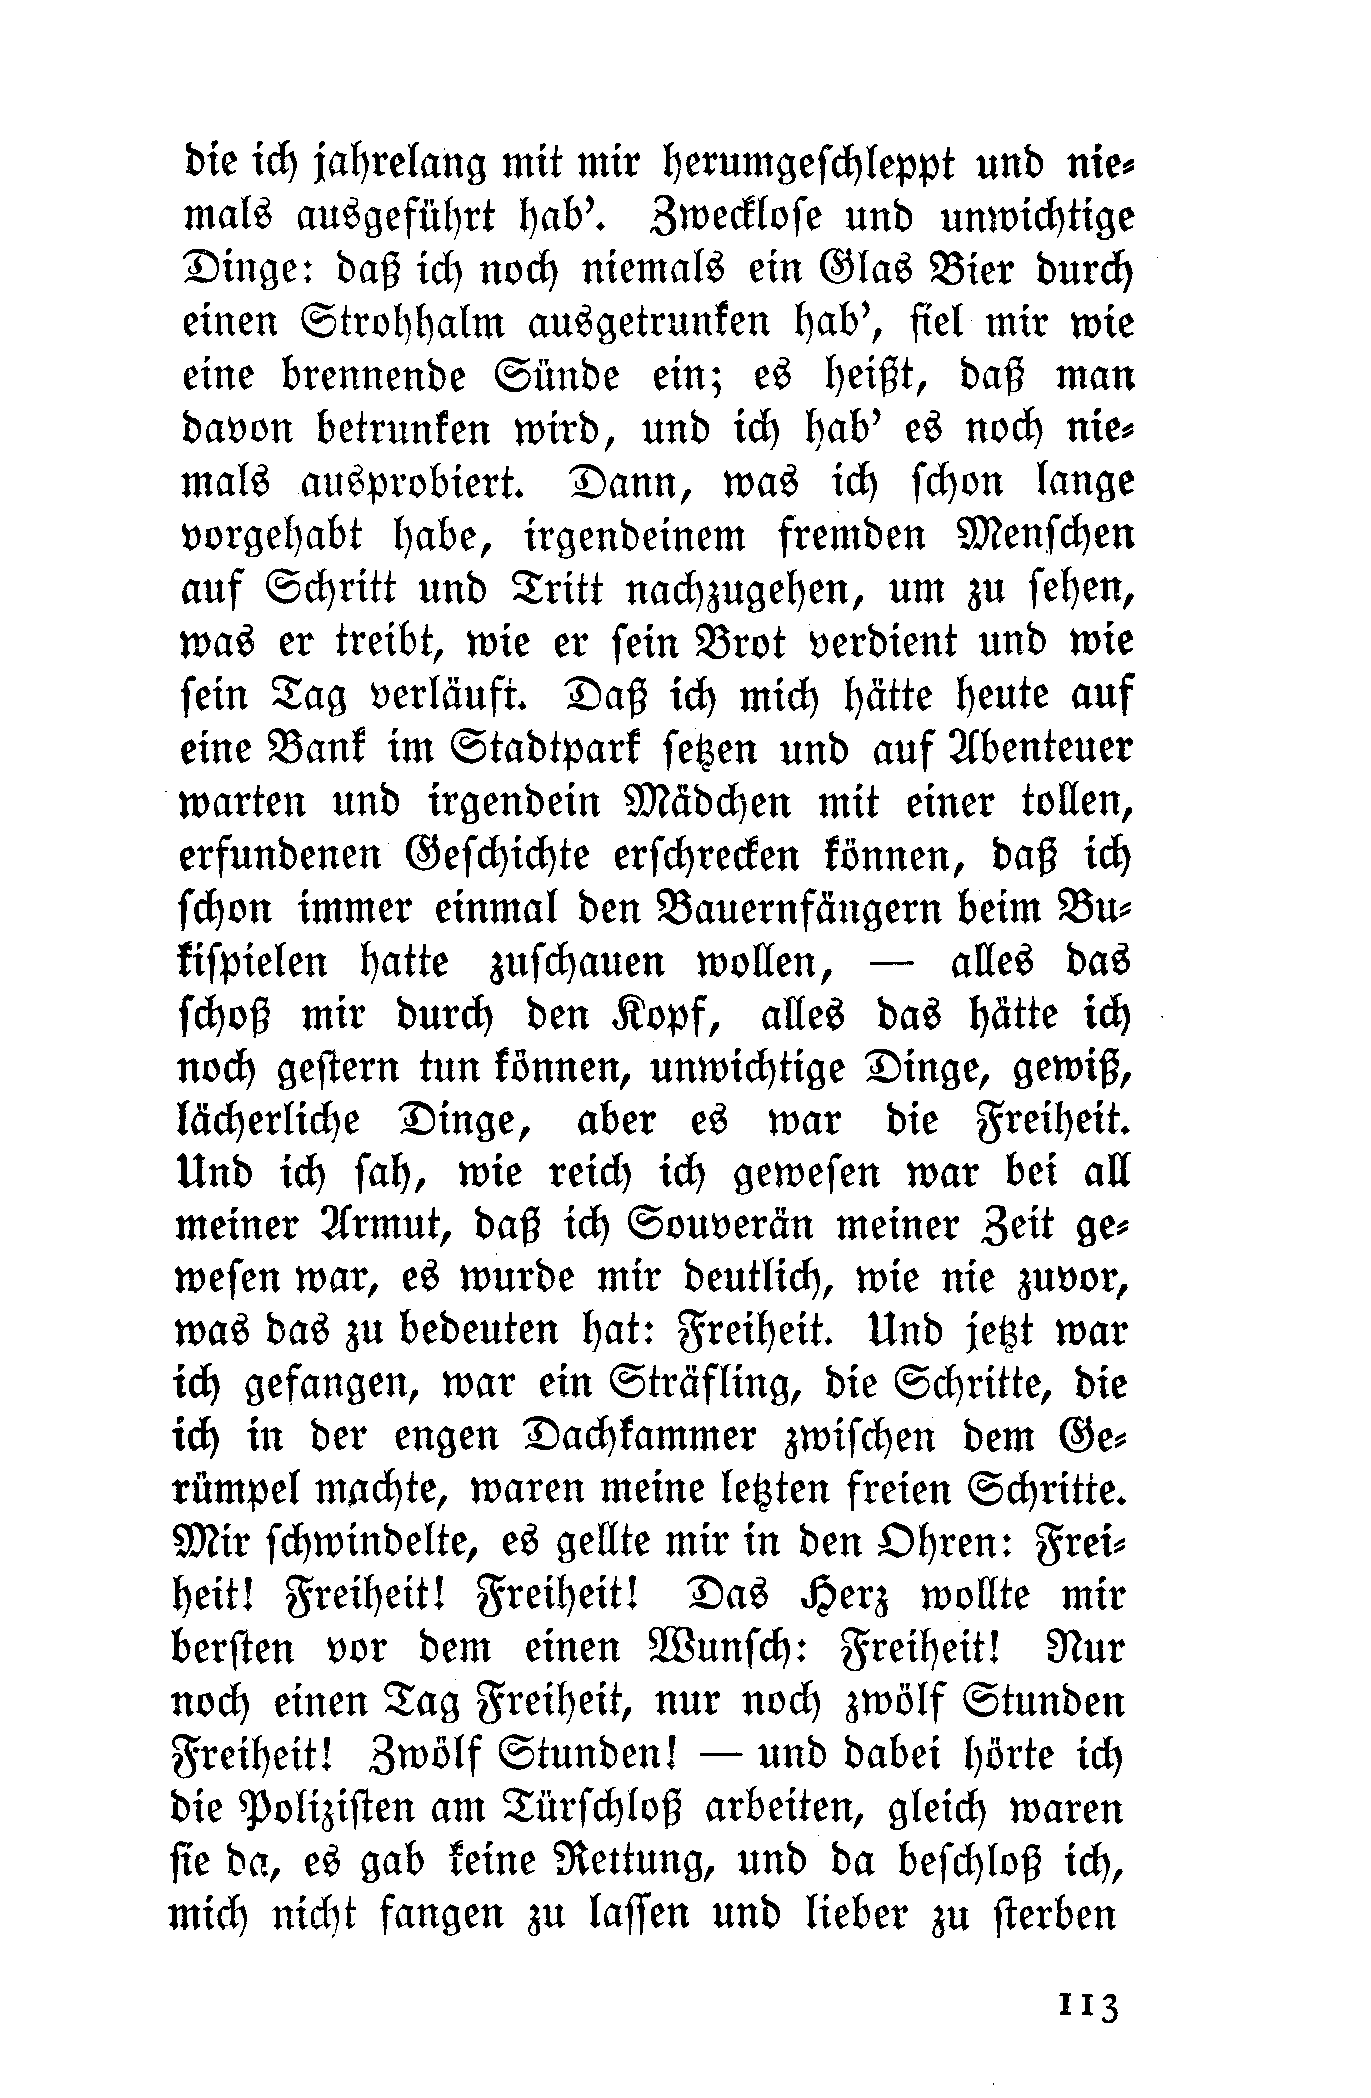 die ich jahrelang mit mir herumgeschleppt und nie-
mals ausgeführt hab'. Zwecklose und unwichtige
Dinge: daß ich noch niemals ein Glas Bier durch
einen Strohhalm ausgetrunken hab', fiel mir wie
eine brennende Sünde ein; es heißt, daß man
davon betrunken wird, und ich hab' es noch nie-
mals ausprobiert. Dann, was ich schon lange
vorgehabt habe, irgendeinem fremden Menschen
auf Schritt und Tritt nachzugehen, um zu sehen,
was er treibt, wie er sein Brot verdient und wie
sein Tag verläuft. Daß ich mich hätte heute auf
eine Bank im Stadtpark setzen und auf Abenteuer
warten und irgendein Mädchen mit einer tollen,
erfundenen Geschichte erschrecken können, daß ich
schon immer einmal den Bauernfängern beim Bu-
kispielen hatte zuschauen wollen, — alles das
schoß mir durch den Kopf, alles das hätte ich
noch gestern tun können, unwichtige Dinge, gewiß,
lächerliche Dinge, aber es war die Freiheit.
Und ich sah, wie reich ich gewesen war bei all
meiner Armut, daß ich Souverän meiner Zeit ge-
wesen war, es wurde mir deutlich, wie nie zuvor,
was das zu bedeuten hat: Freiheit. Und jetzt war
ich gefangen, war ein Sträfling, die Schritte, die
ich in der engen Dachkammer zwischen dem Ge-
rümpel machte, waren meine letzten freien Schritte.
Mir schwindelte, es gellte mir in den Ohren: Frei-
heit! Freiheit! Freiheit! Das Herz wollte mir
bersten vor dem einen Wunsch: Freiheit! Nur
noch einen Tag Freiheit, nur noch zwölf Stunden
Freiheit! Zwölf Stunden! — und dabei hörte ich
die Polizisten am Türschloß arbeiten, gleich waren
sie da, es gab keine Rettung, und da beschloß ich,
mich nicht fangen zu lassen und lieber zu sterben
113